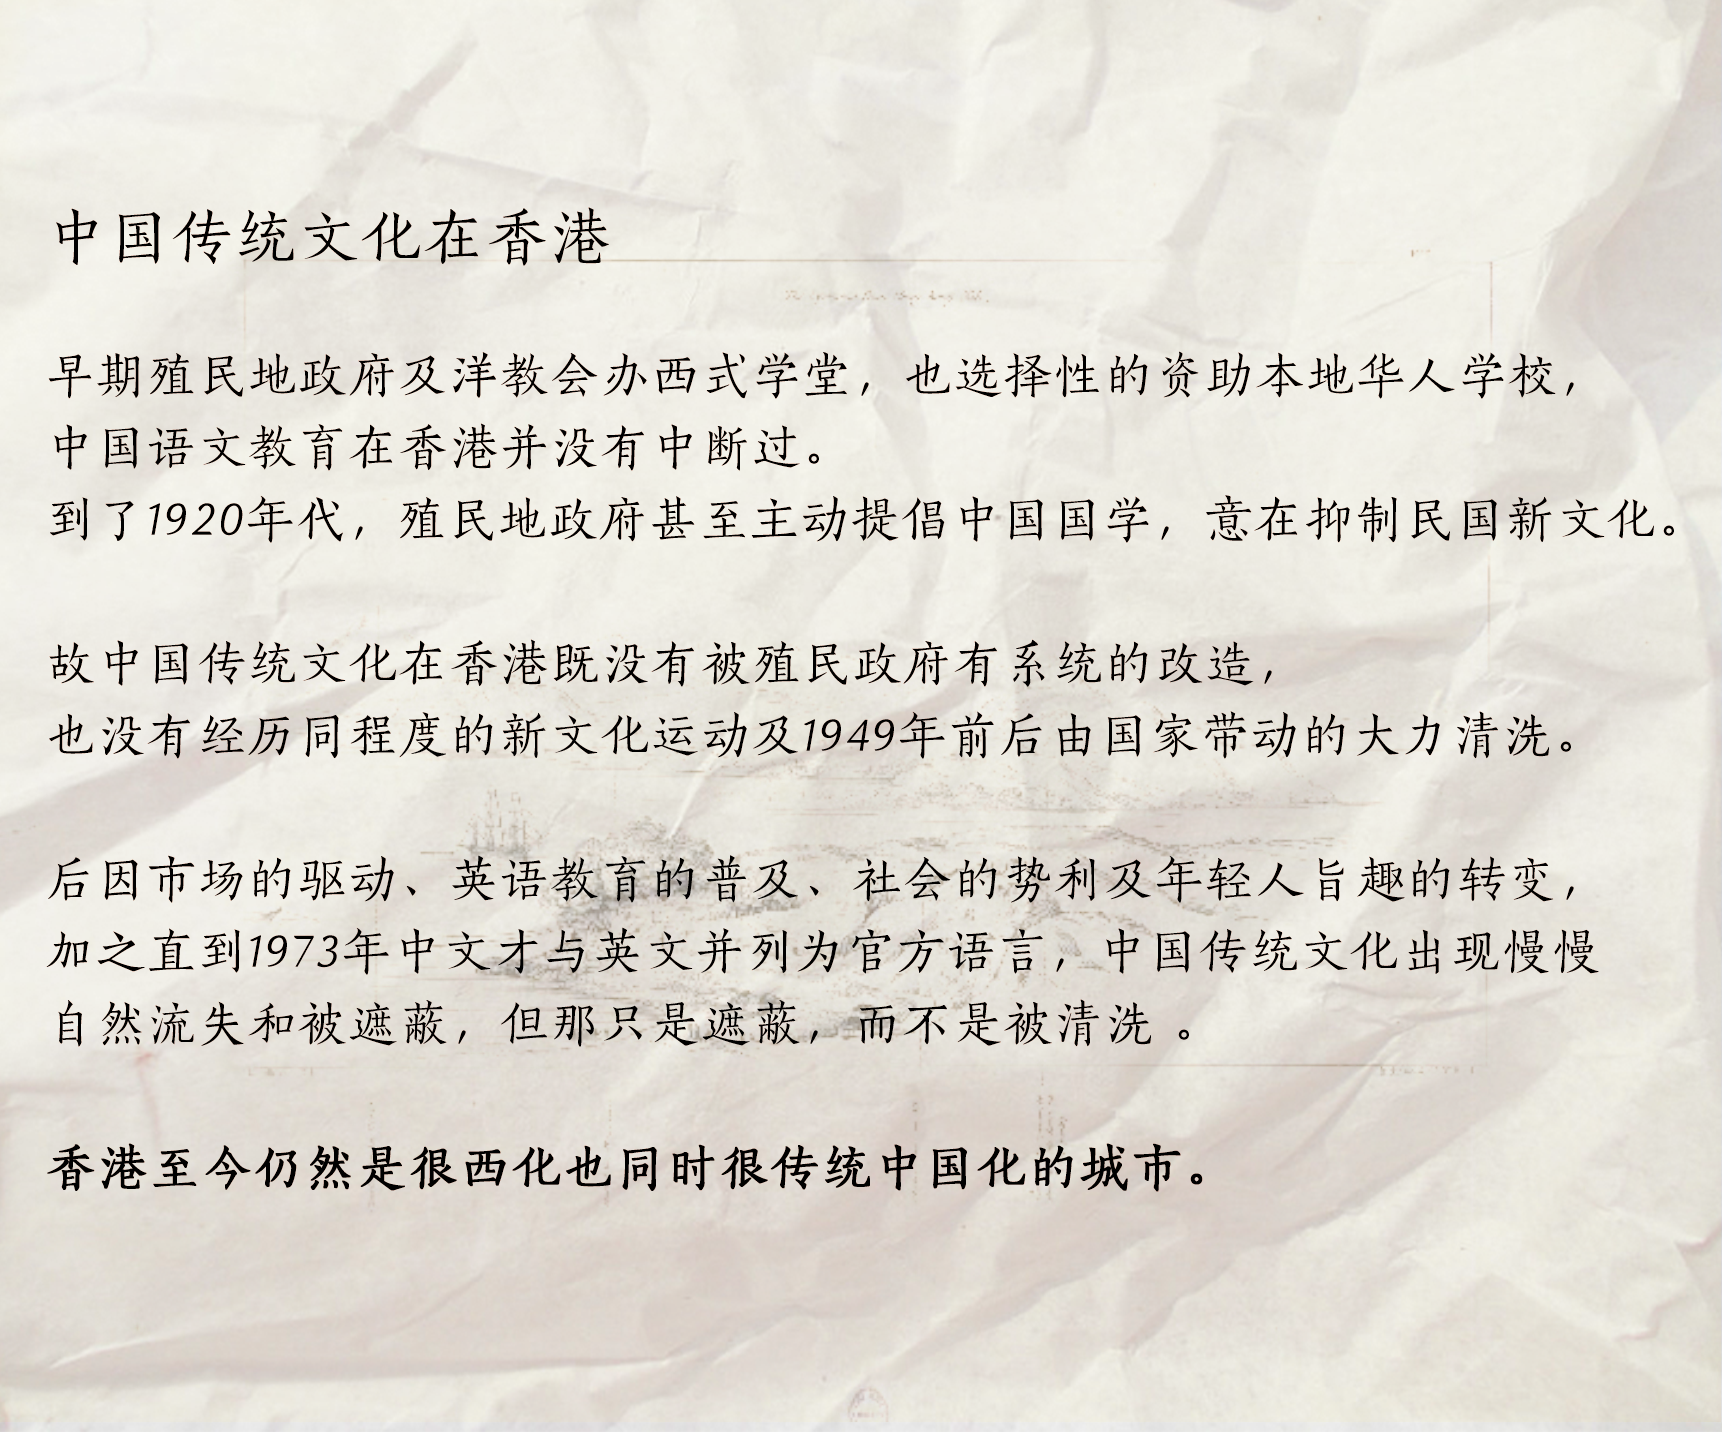 中国传统文化在香港
早期殖民地政府及洋教会办西式学堂，也选择性的资助本地华人学校，
中国语文教育在香港并没有中断过。
到了1920年代，殖民地政府甚至主动提倡中国国学，意在抑制民国新文化。
故中国传统文化在香港既没有被殖民政府有系统的改造，
也没有经历同程度的新文化运动及1949年前后由国家带动的大力清洗。
后因市场的驱动、英语教育的普及、社会的势利及年轻人旨趣的转变，
加之直到1973年中文才与英文并列为官方语言，中国传统文化出现慢慢
自然流失和被遮蔽，但那只是遮蔽，而不是被清洗 。
香港至今仍然是很西化也同时很传统中国化的城市。